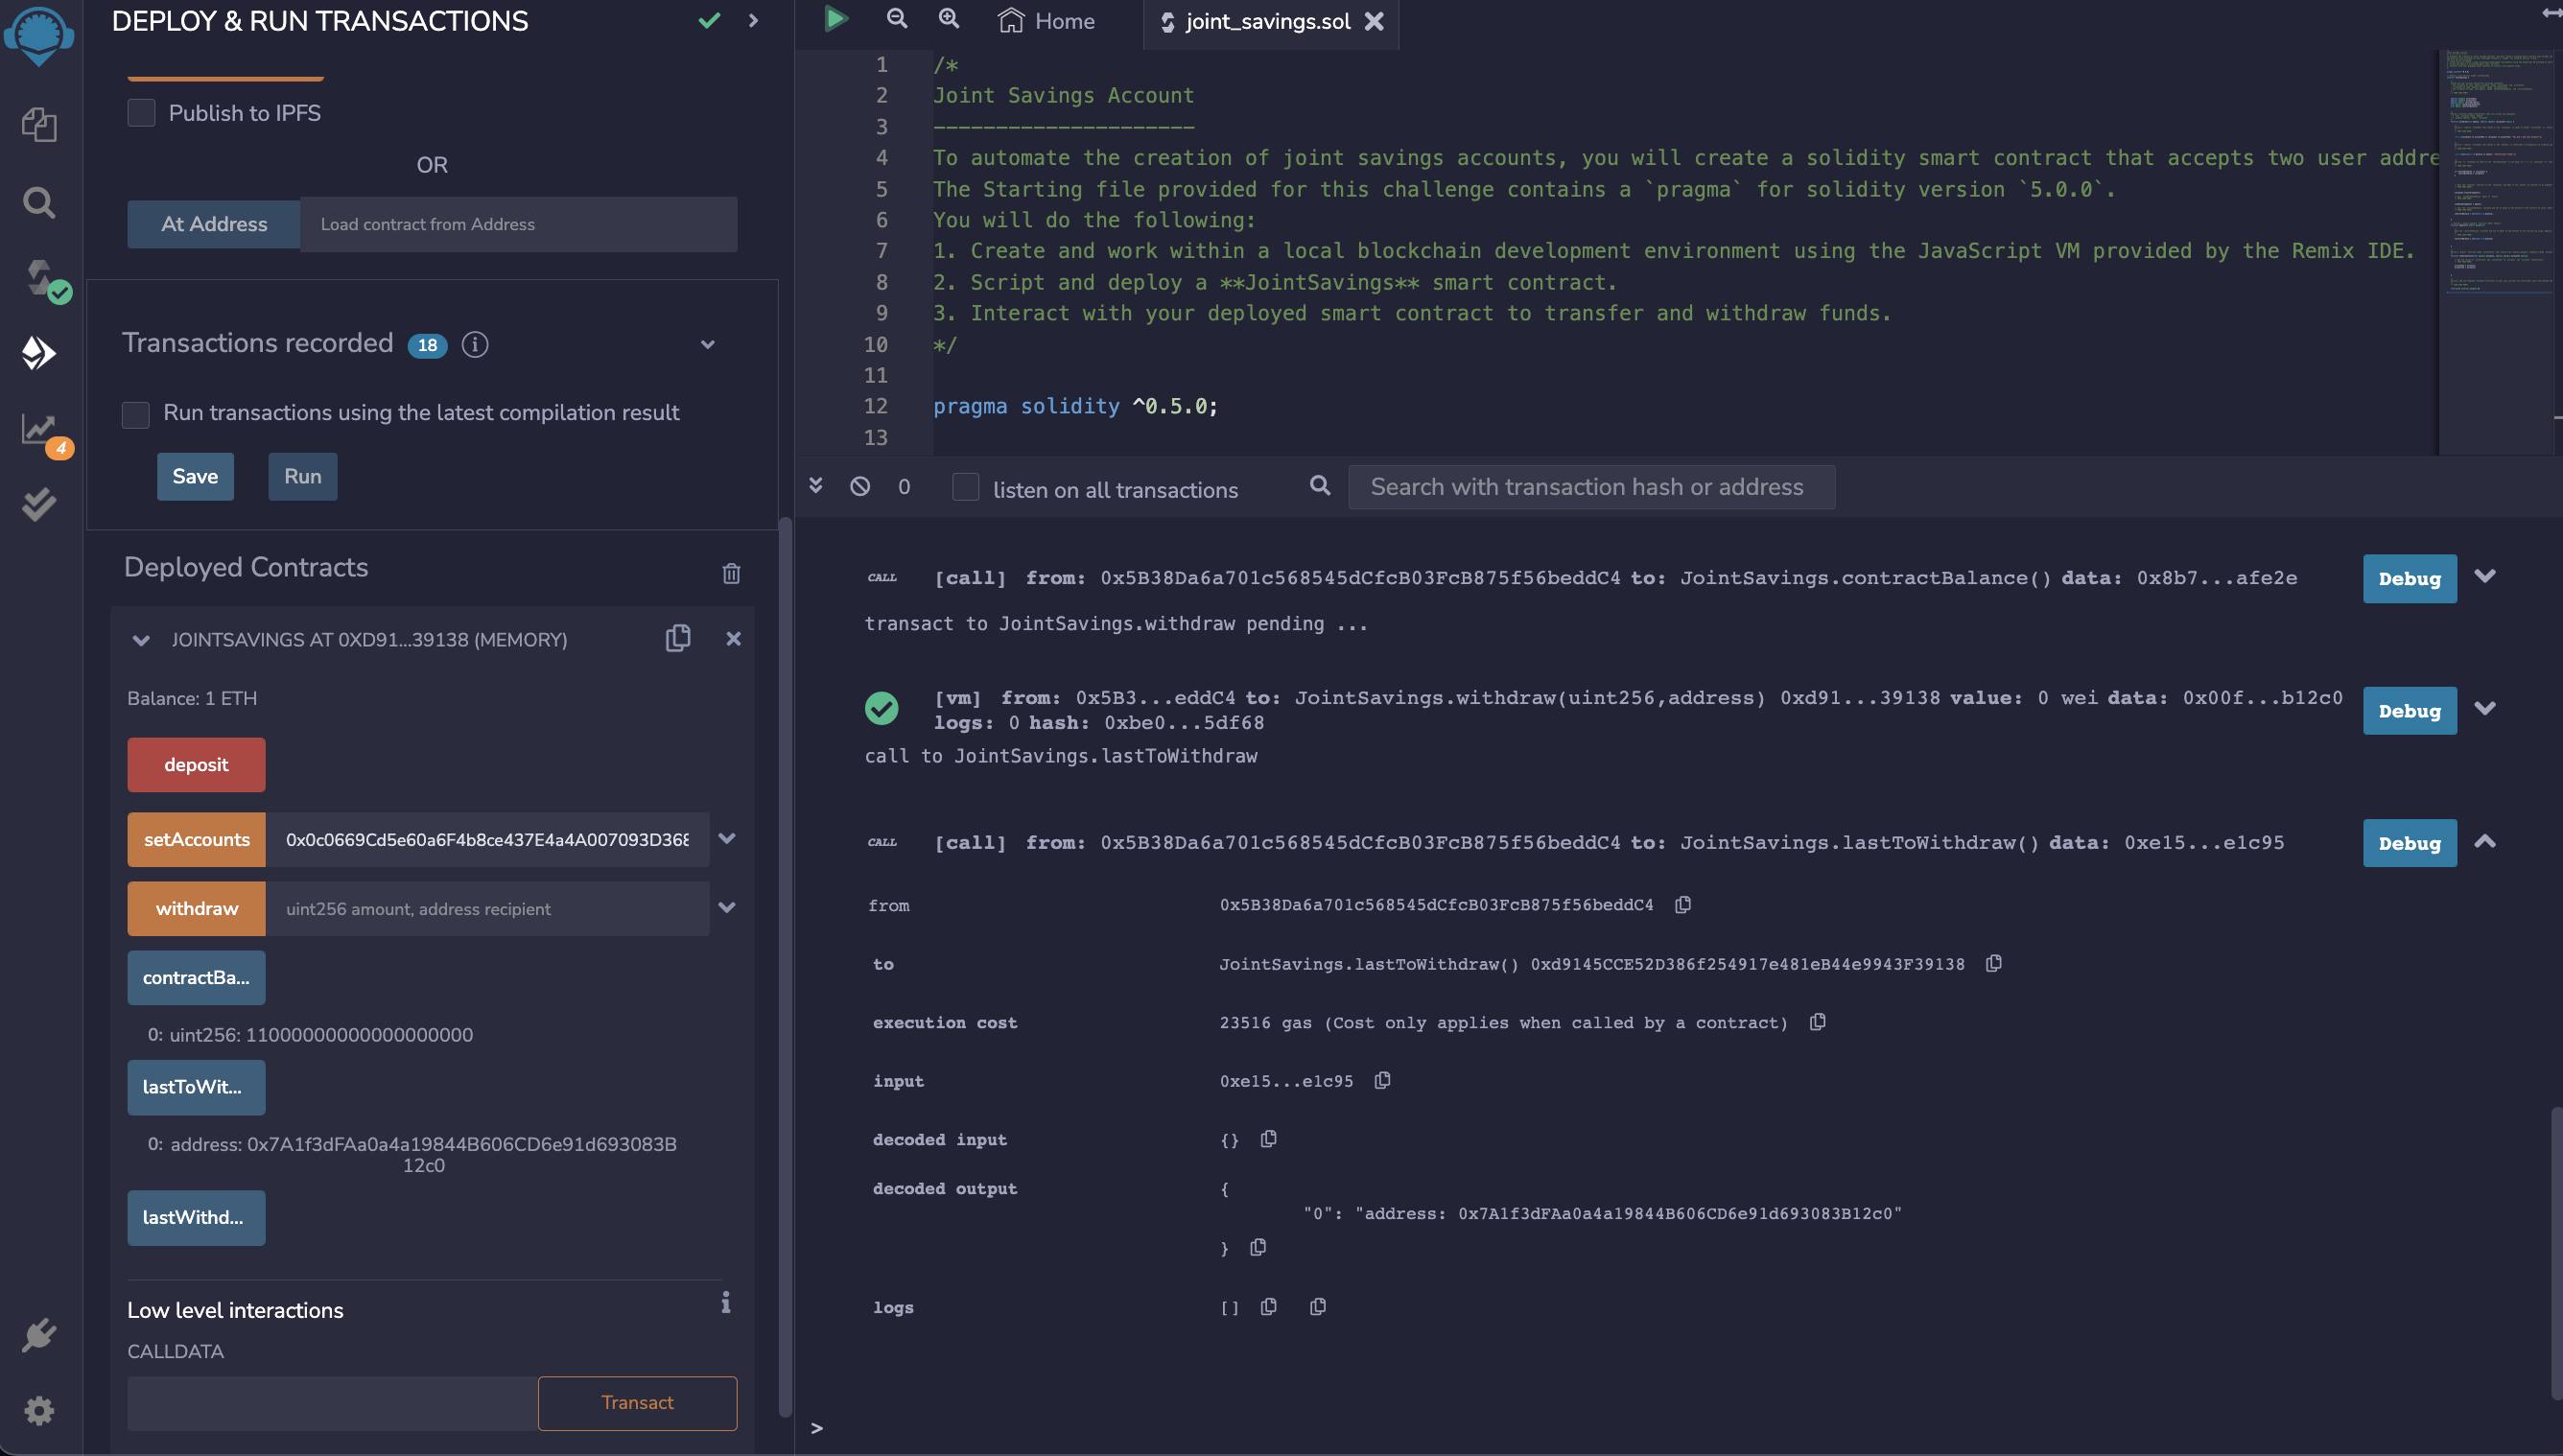 DEPLOY & RUN TRANSACTIONS
Publish to IPFS
OR
At Address
Load contract from Address
Transactions recorded 18
Run transactions using the latest compilation result
Save
Run
4
Deployed Contracts
JOINTSAVINGS AT 0XD91...39138 (MEMORY)
Balance: 1 ETH
deposit
setAccounts
0x0c0669Cd5e60a6F4b8ce437E4a4A007093D368
withdraw
uint256 amount, address recipient
contractBa...
0: uint256: 11000000000000000000
lastToWit...
0: address: 0x7A1f3dFAa0a4a19844B606CD6e91d693083B
12c0
lastWithd...
Low level interactions
CALLDATA
Transact
Home
joint_savings.sol
1 /*
2 Joint Savings Account
3 ---------------------
4 To automate the creation of joint savings accounts, you will create a solidity smart contract that accepts two user addre
5 The Starting file provided for this challenge contains a `pragma` for solidity version `5.0.0`.
6 You will do the following:
7 1. Create and work within a local blockchain development environment using the JavaScript VM provided by the Remix IDE.
8 2. Script and deploy a **JointSavings** smart contract.
9 3. Interact with your deployed smart contract to transfer and withdraw funds.
10 */
11
12 pragma solidity ^0.5.0;
13
0
listen on all transactions
Search with transaction hash or address
CALL [call] from: 0x5B38Da6a701c568545dCfcB03FcB875f56beddC4 to: JointSavings.contractBalance() data: 0x8b7...afe2e
Debug
transact to JointSavings.withdraw pending ...
[vm] from: 0x5B3...eddC4 to: JointSavings.withdraw(uint256,address) 0xd91...39138 value: 0 wei data: 0x00f...b12c0
logs: 0 hash: 0xbe0...5df68
Debug
call to JointSavings.lastToWithdraw
CALL [call] from: 0x5B38Da6a701c568545dCfcB03FcB875f56beddC4 to: JointSavings.lastToWithdraw() data: 0xe15...e1c95
Debug
from 0x5B38Da6a701c568545dCfcB03FcB875f56beddC4
to JointSavings.lastToWithdraw() 0xd9145CCE52D386f254917e481eB44e9943F39138
execution cost 23516 gas (Cost only applies when called by a contract)
input 0xe15...e1c95
decoded input {}
decoded output {
"0": "address: 0x7A1f3dFAa0a4a19844B606CD6e91d693083B12c0"
}
logs []
>